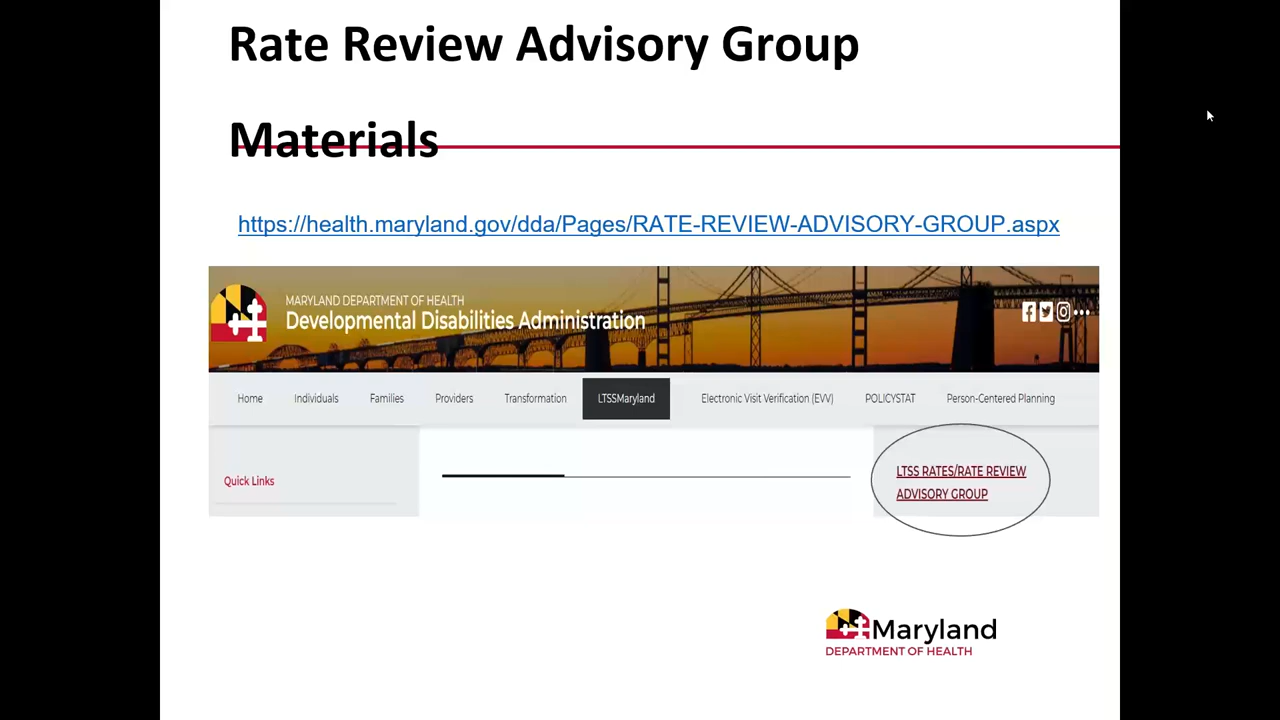 Rate Review Advisory Group
Materials
https://health.maryland.gov/dda/Pages/RATE-REVIEW-ADVISORY-GROUP.aspx
MARYLAND DEPARTMENT OF HEALTH
Developmental Disabilities Administration
Home Individuals Families Providers Transformation LTSSMaryland Electronic Visit Verification (EVV) POLICYSTAT Person-Centered Planning
Quick Links
LTSS RATES/RATE REVIEW
ADVISORY GROUP
Maryland
DEPARTMENT OF HEALTH